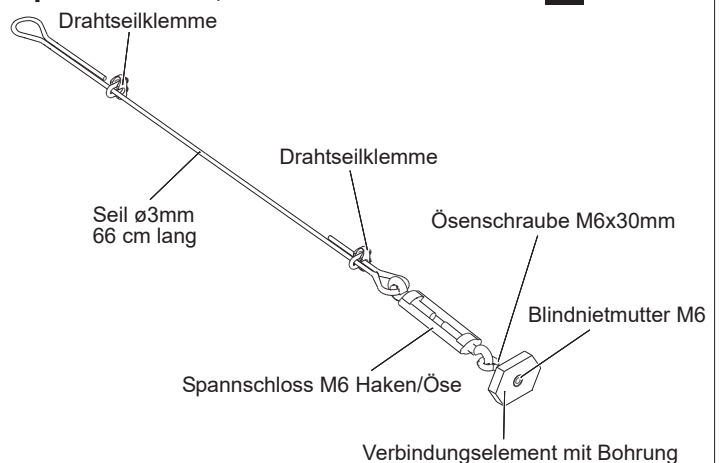 Drahtseilklemme
Drahtseilklemme
Seil ø3mm
66 cm lang
Ösenschraube M6x30mm
Blindnietmutter M6
Spannschloss M6 Haken/Öse
Verbindungselement mit Bohrung